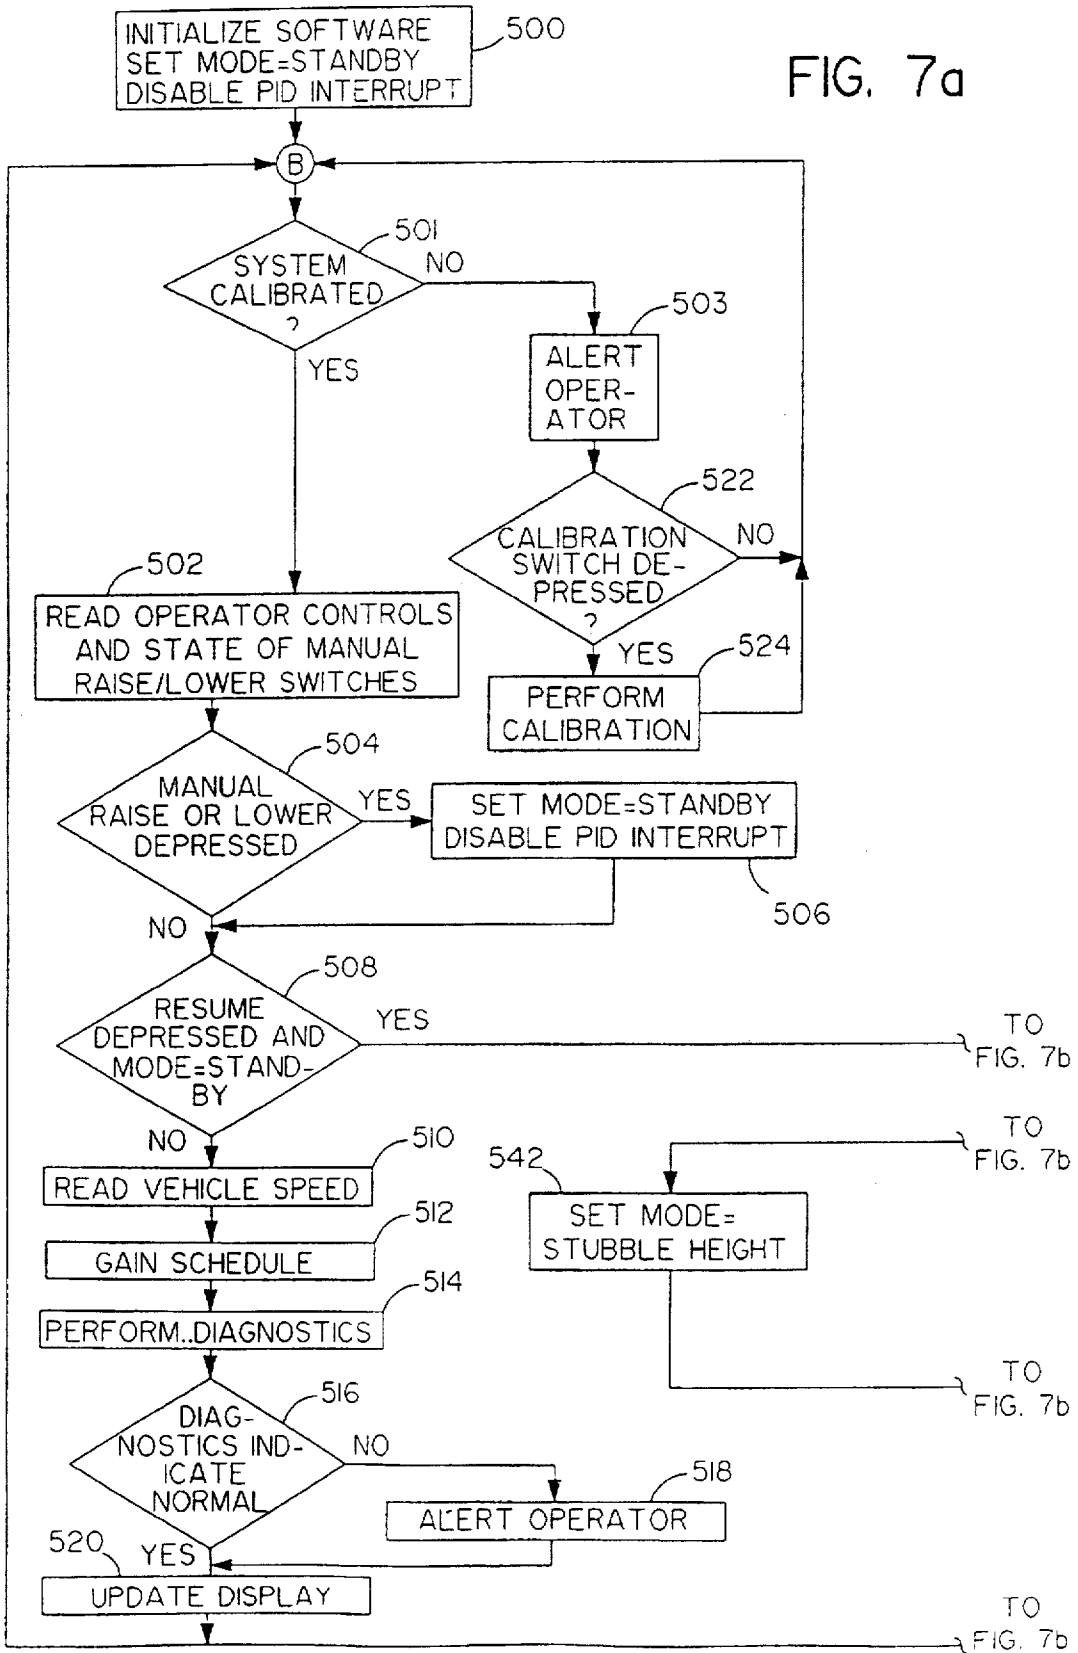 INITIALIZE SOFTWARE
SET MODE=STANDBY
DISABLE PID INTERRUPT
500
FIG. 7a
B
501
SYSTEM
CALIBRATED
?
NO
YES
503
ALERT
OPER-
ATOR
522
CALIBRATION
SWITCH DE-
PRESSED
?
NO
YES
524
PERFORM
CALIBRATION
502
READ OPERATOR CONTROLS
AND STATE OF MANUAL
RAISE/LOWER SWITCHES
504
MANUAL
RAISE OR LOWER
DEPRESSED
YES
SET MODE=STANDBY
DISABLE PID INTERRUPT
506
NO
508
RESUME
DEPRESSED AND
MODE=STAND-
BY
YES
TO
FIG. 7b
NO
510
READ VEHICLE SPEED
512
GAIN SCHEDULE
514
PERFORM..DIAGNOSTICS
TO
FIG. 7b
542
SET MODE=
STUBBLE HEIGHT
TO
FIG. 7b
516
DIAG-
NOSTICS IND-
ICATE
NORMAL
NO
518
ALERT OPERATOR
YES
520
UPDATE DISPLAY
TO
FIG. 7b